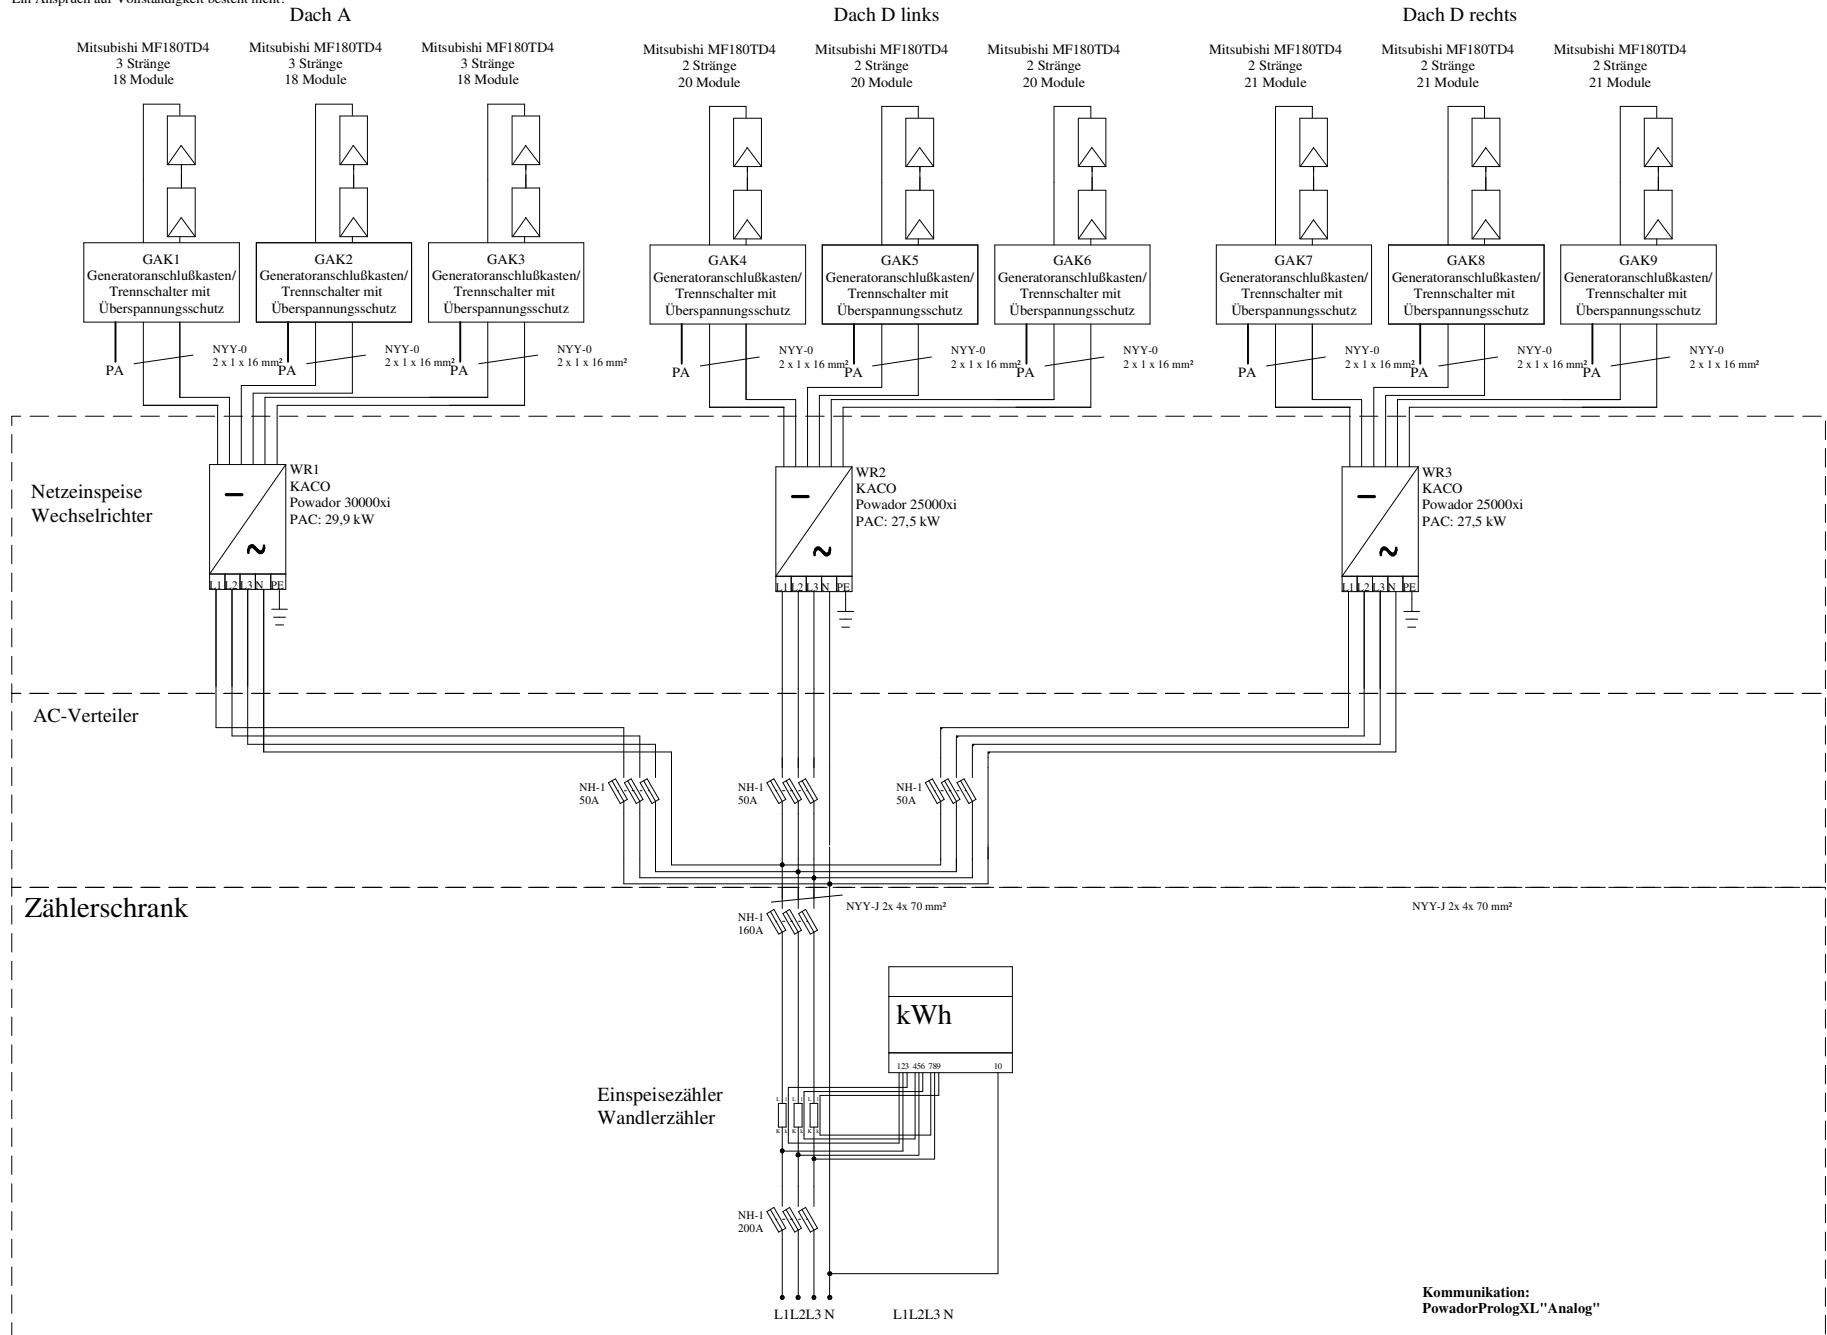 Ein Anspruch auf Vollständigkeit besteht nicht!
Dach A
Dach D links
Dach D rechts
Mitsubishi MF180TD4
3 Stränge
18 Module
Mitsubishi MF180TD4
3 Stränge
18 Module
Mitsubishi MF180TD4
3 Stränge
18 Module
Mitsubishi MF180TD4
2 Stränge
20 Module
Mitsubishi MF180TD4
2 Stränge
20 Module
Mitsubishi MF180TD4
2 Stränge
20 Module
Mitsubishi MF180TD4
2 Stränge
21 Module
Mitsubishi MF180TD4
2 Stränge
21 Module
Mitsubishi MF180TD4
2 Stränge
21 Module
GAK1
Generatoranschlußkasten/
Trennschalter mit
Überspannungsschutz
GAK2
Generatoranschlußkasten/
Trennschalter mit
Überspannungsschutz
GAK3
Generatoranschlußkasten/
Trennschalter mit
Überspannungsschutz
GAK4
Generatoranschlußkasten/
Trennschalter mit
Überspannungsschutz
GAK5
Generatoranschlußkasten/
Trennschalter mit
Überspannungsschutz
GAK6
Generatoranschlußkasten/
Trennschalter mit
Überspannungsschutz
GAK7
Generatoranschlußkasten/
Trennschalter mit
Überspannungsschutz
GAK8
Generatoranschlußkasten/
Trennschalter mit
Überspannungsschutz
GAK9
Generatoranschlußkasten/
Trennschalter mit
Überspannungsschutz
PA
NYY-0
2 x 1 x 16 mm²
PA
NYY-0
2 x 1 x 16 mm²
PA
NYY-0
2 x 1 x 16 mm²
PA
NYY-0
2 x 1 x 16 mm²
PA
NYY-0
2 x 1 x 16 mm²
PA
NYY-0
2 x 1 x 16 mm²
PA
NYY-0
2 x 1 x 16 mm²
PA
NYY-0
2 x 1 x 16 mm²
PA
NYY-0
2 x 1 x 16 mm²
Netzeinspeise
Wechselrichter
WR1
KACO
Powador 30000xi
PAC: 29,9 kW
L1 L2 L3 N PE
WR2
KACO
Powador 25000xi
PAC: 27,5 kW
L1 L2 L3 N PE
WR3
KACO
Powador 25000xi
PAC: 27,5 kW
L1 L2 L3 N PE
AC-Verteiler
NH-1
50A
NH-1
50A
NH-1
50A
Zählerschrank
NYY-J 2x 4x 70 mm²
NYY-J 2x 4x 70 mm²
NH-1
160A
kWh
123 456 789 10
Einspeisezähler
Wandlerzähler
L l L l L l
K k K k K k
NH-1
200A
L1L2L3 N
L1L2L3 N
Kommunikation:
PowadorPrologXL"Analog"